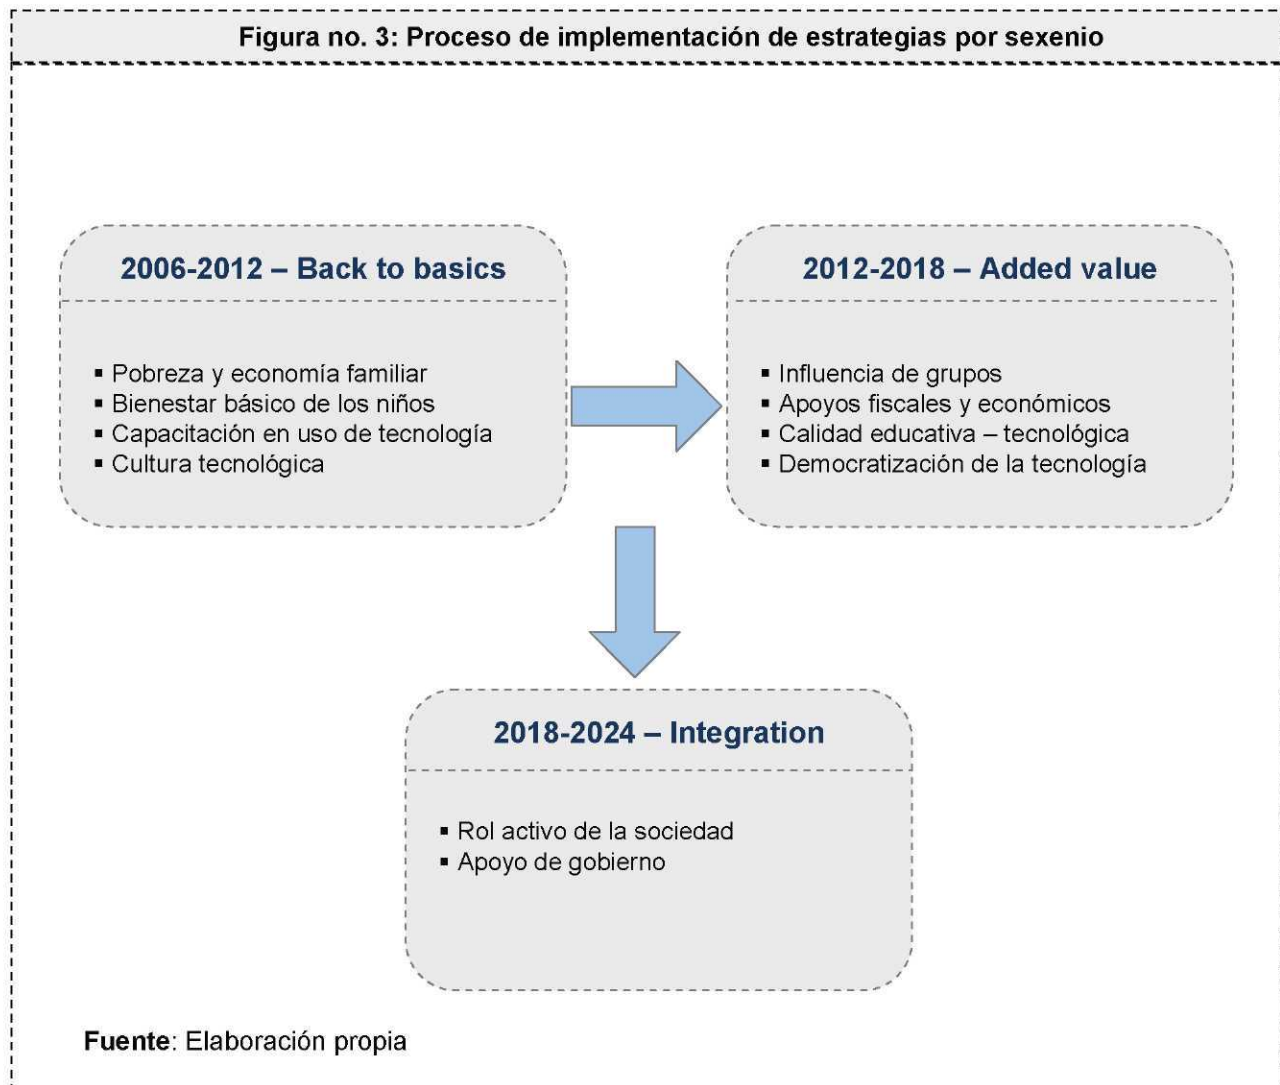 Figura no. 3: Proceso de implementación de estrategias por sexenio
2006-2012 – Back to basics
▪ Pobreza y economía familiar
▪ Bienestar básico de los niños
▪ Capacitación en uso de tecnología
▪ Cultura tecnológica
2012-2018 – Added value
▪ Influencia de grupos
▪ Apoyos fiscales y económicos
▪ Calidad educativa – tecnológica
▪ Democratización de la tecnología
2018-2024 – Integration
▪ Rol activo de la sociedad
▪ Apoyo de gobierno
Fuente: Elaboración propia